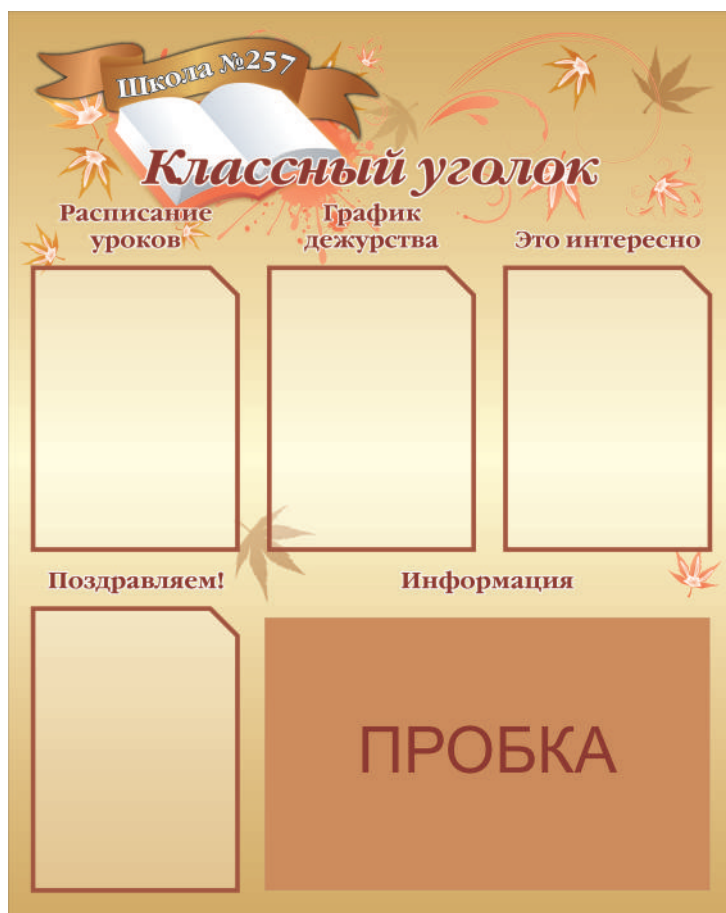 Школа №257
Классный уголок
Расписание
уроков
График
дежурства
Это интересно
Поздравляем!
Информация
ПРОБКА